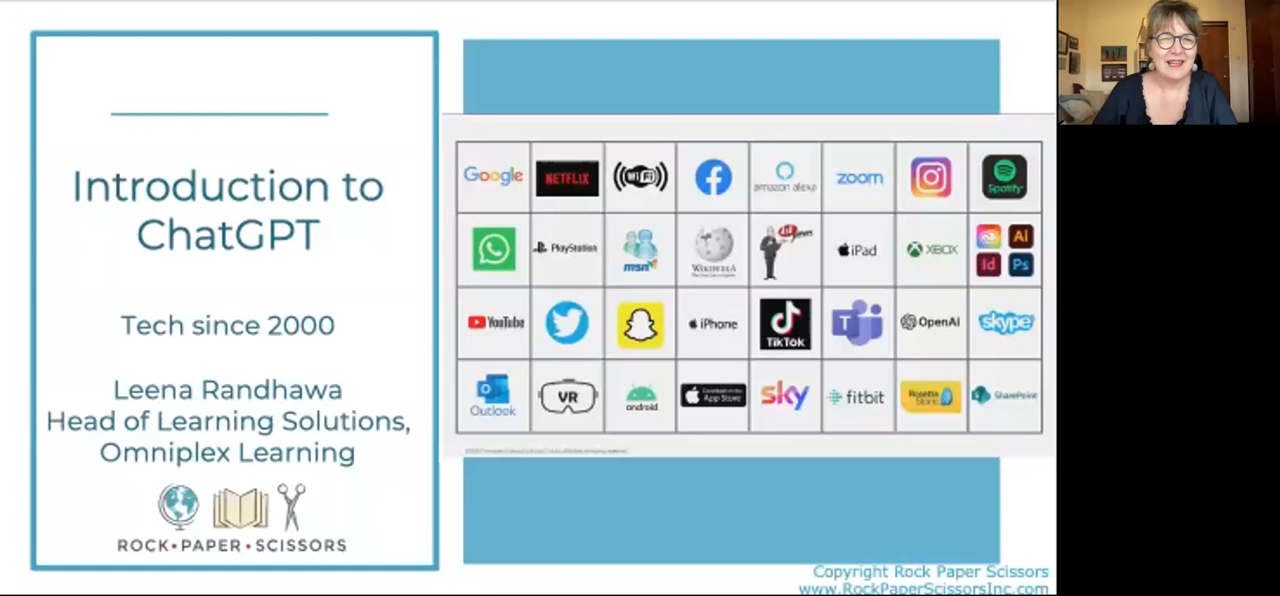 Introduction to
ChatGPT
Tech since 2000
Leena Randhawa
Head of Learning Solutions,
Omniplex Learning
ROCK•PAPER•SCISSORS
Google
NETFLIX
WiFi
amazon alexa
zoom
Spotify
PlayStation
msn
WIKIPEDIA
iPad
XBOX
Ai
Id
Ps
YouTube
iPhone
TikTok
T
OpenAI
skype
Outlook
VR
android
App Store
sky
fitbit
Rosetta
Stone
SharePoint
Copyright Rock Paper Scissors
www.RockPaperScissorsInc.com